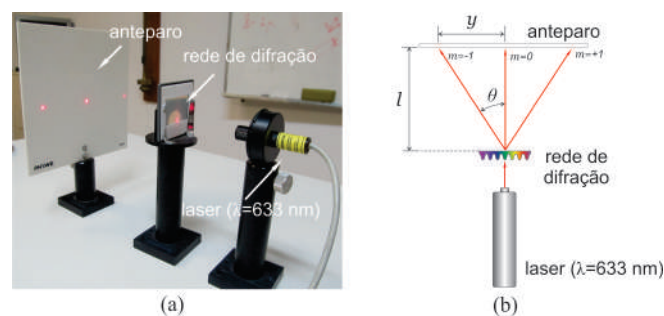 anteparo
rede de difração
laser (λ=633 nm)
(a)
y
anteparo
m=-1
m=0
m=+1
l
θ
rede de
difração
laser (λ=633 nm)
(b)